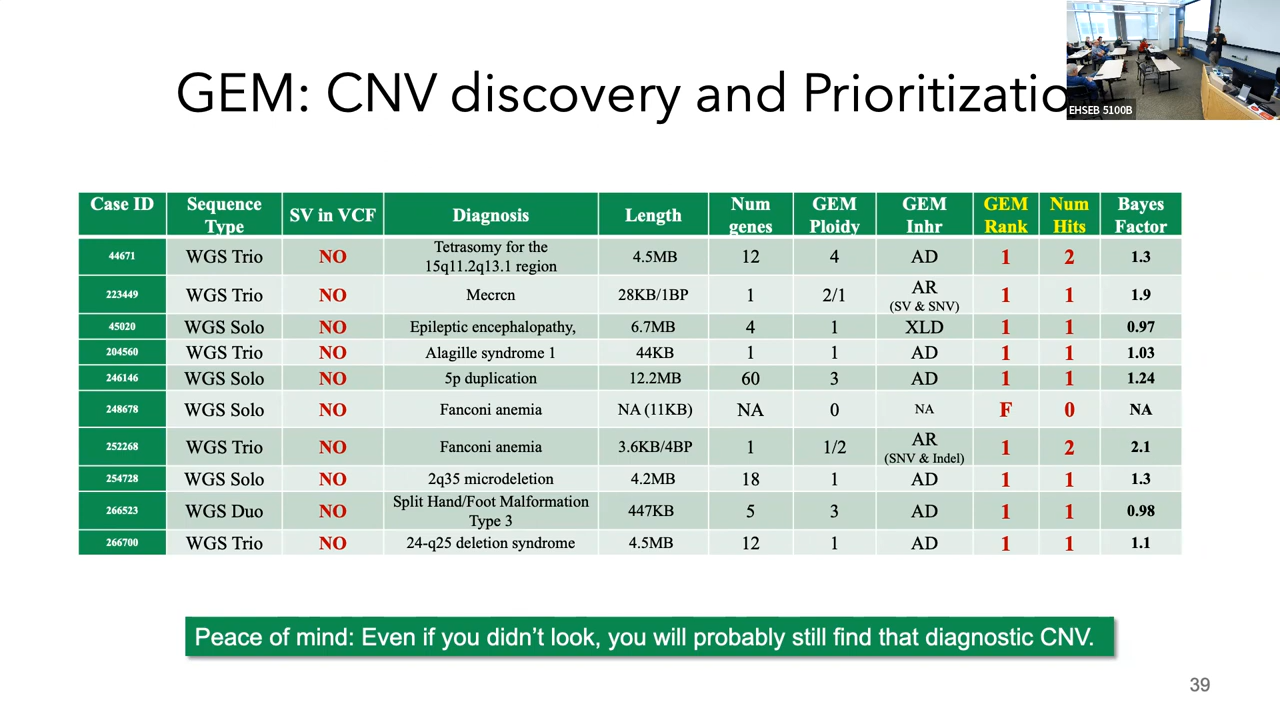 GEM: CNV discovery and Prioritizatio
EHSEB 5100B
Case ID Sequence Type SV in VCF Diagnosis Length Num genes GEM Ploidy GEM Inhr GEM Rank Num Hits Bayes Factor
44671 WGS Trio NO Tetrasomy for the 15q11.2q13.1 region 4.5MB 12 4 AD 1 2 1.3
223449 WGS Trio NO Mecrcn 28KB/1BP 1 2/1 AR (SV & SNV) 1 1 1.9
45020 WGS Solo NO Epileptic encephalopathy, 6.7MB 4 1 XLD 1 1 0.97
204560 WGS Trio NO Alagille syndrome 1 44KB 1 1 AD 1 1 1.03
246146 WGS Solo NO 5p duplication 12.2MB 60 3 AD 1 1 1.24
248678 WGS Solo NO Fanconi anemia NA (11KB) NA 0 NA F 0 NA
252268 WGS Trio NO Fanconi anemia 3.6KB/4BP 1 1/2 AR (SNV & Indel) 1 2 2.1
254728 WGS Solo NO 2q35 microdeletion 4.2MB 18 1 AD 1 1 1.3
266523 WGS Duo NO Split Hand/Foot Malformation Type 3 447KB 5 3 AD 1 1 0.98
266700 WGS Trio NO 24-q25 deletion syndrome 4.5MB 12 1 AD 1 1 1.1
Peace of mind: Even if you didn't look, you will probably still find that diagnostic CNV.
39